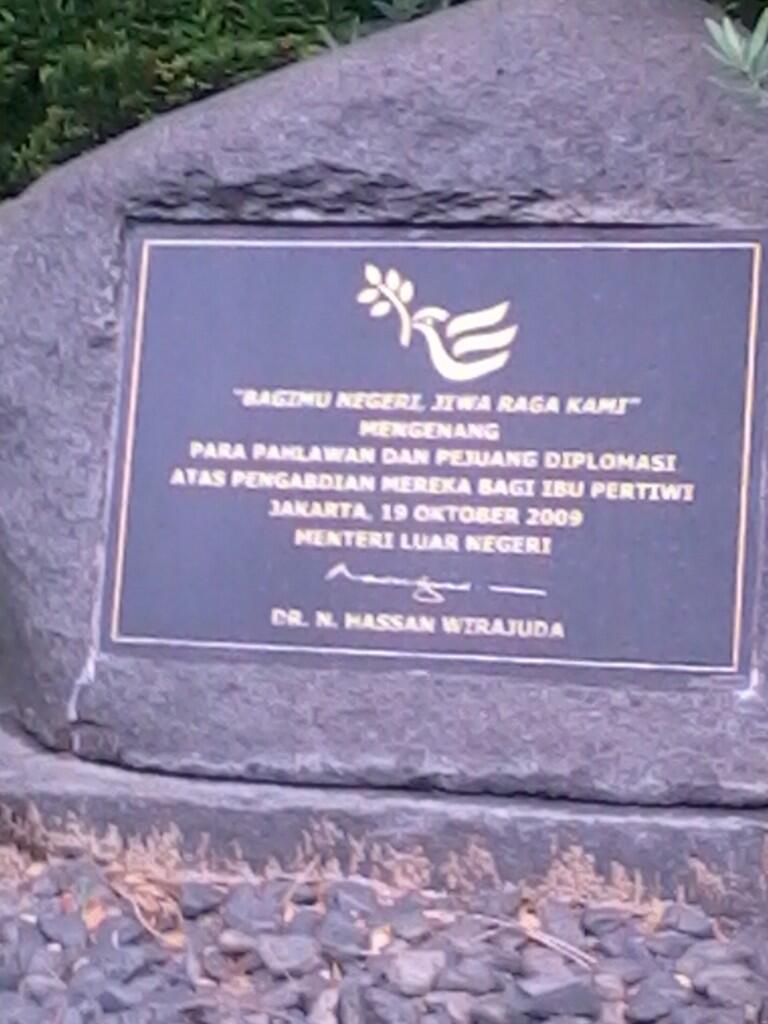 "BAGIMU NEGERI, JIWA RAGA KAMI"
MENGENANG
PARA PAHLAWAN DAN PEJUANG DIPLOMASI
ATAS PENGABDIAN MEREKA BAGI IBU PERTIWI
JAKARTA, 19 OKTOBER 2009
MENTERI LUAR NEGERI
DR. N. HASSAN WIRAJUDA